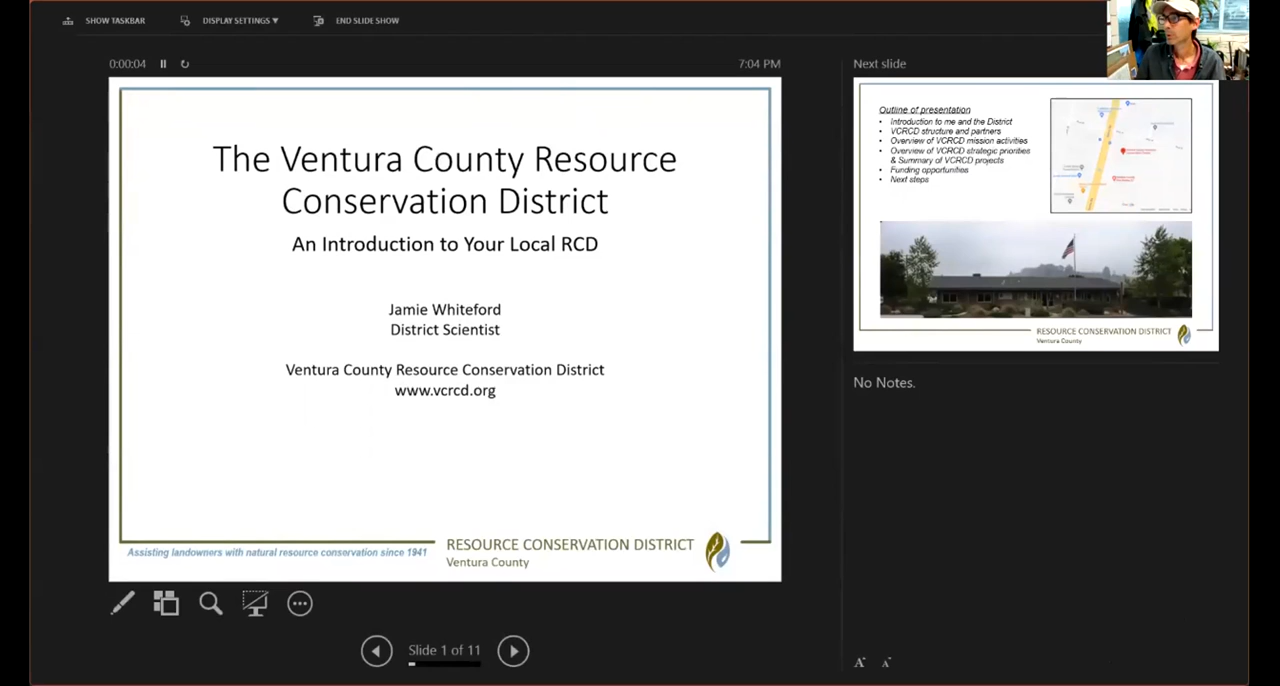 SHOW TASKBAR
DISPLAY SETTINGS ▼
END SLIDE SHOW
0:00:04
7:04 PM
The Ventura County Resource
Conservation District
An Introduction to Your Local RCD
Jamie Whiteford
District Scientist
Ventura County Resource Conservation District
www.vcrcd.org
Assisting landowners with natural resource conservation since 1941
RESOURCE CONSERVATION DISTRICT
Ventura County
Slide 1 of 11
Next slide
Outline of presentation
• Introduction to me and the District
• VCRCD structure and partners
• Overview of VCRCD mission activities
• Overview of VCRCD strategic priorities
& Summary of VCRCD projects
• Funding opportunities
• Next steps
RESOURCE CONSERVATION DISTRICT
Ventura County
No Notes.
A A